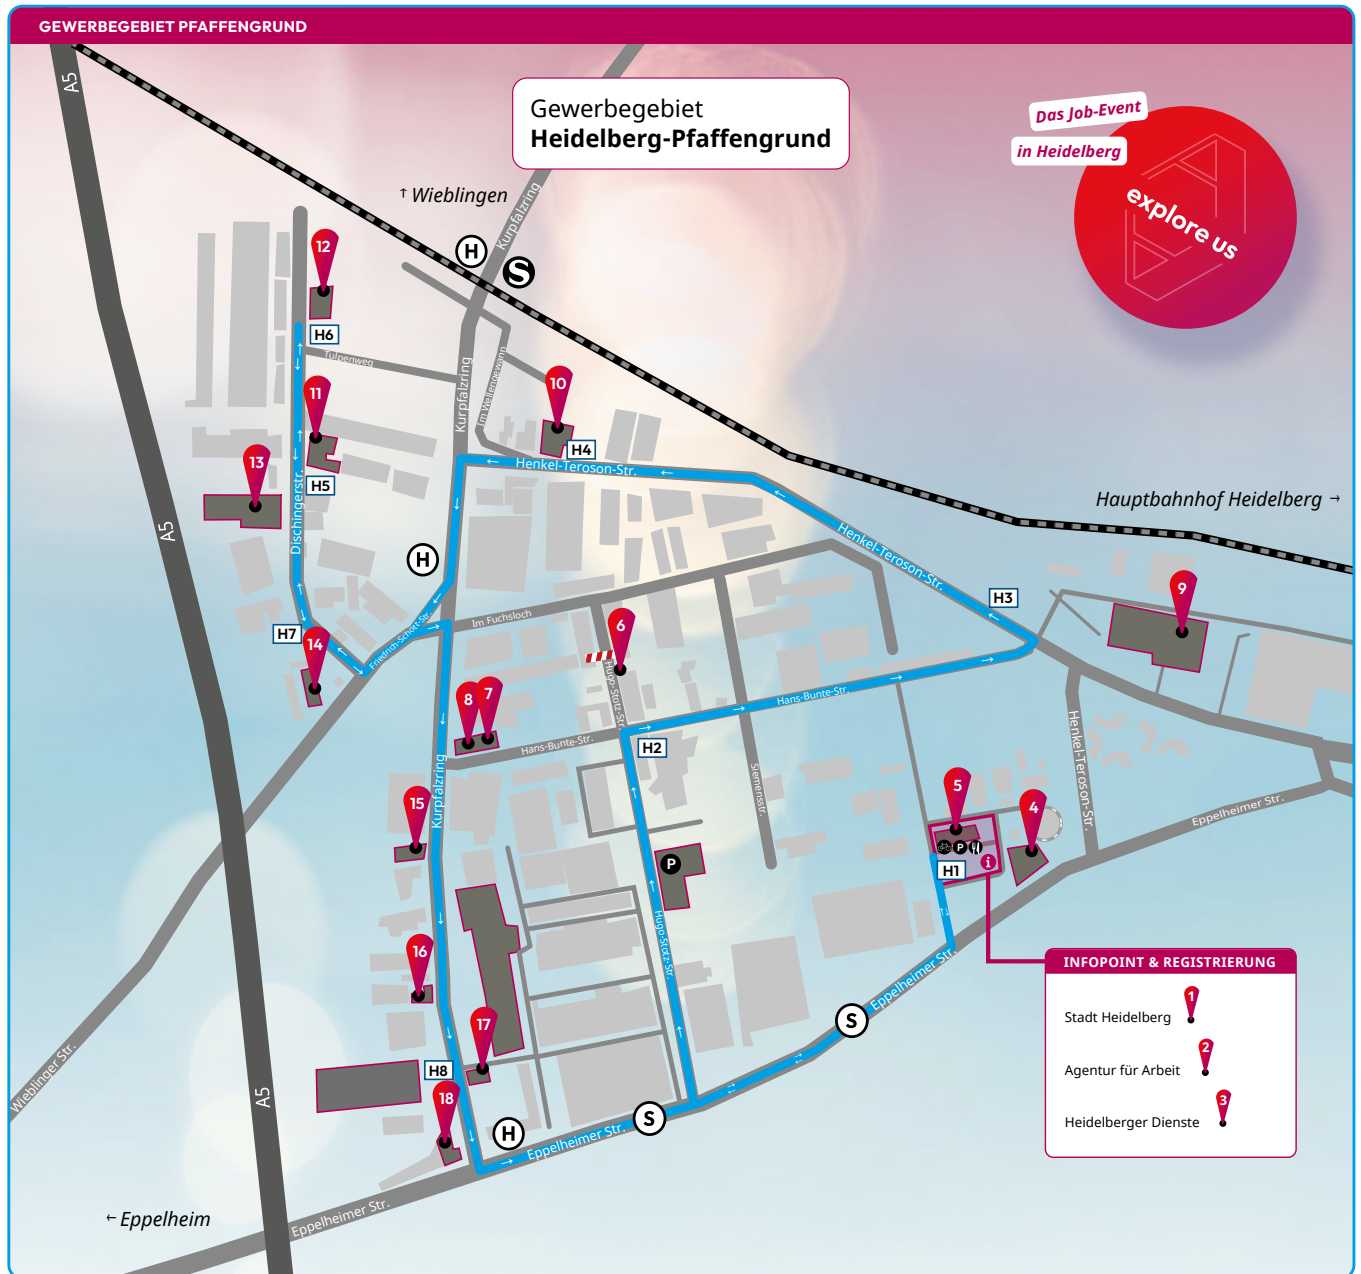 GEWERBEGEBIET PFAFFENGRUND
A5
Gewerbegebiet
Heidelberg-Pfaffengrund
Das Job-Event
in Heidelberg
explore us
↑ Wieblingen
Kurpfalzring
H
S
12
H6
Tulpenweg
Kurpfalzring
Im Weilengewann
10
11
H4
Henkel-Teroson-Str.
13
H5
Dischingerstr.
Hauptbahnhof Heidelberg →
A5
H
Henkel-Teroson-Str.
H3
9
Im Fuchsloch
6
H7
14
Friedrich-Schott-Str.
Hugo-Stotz-Str.
8
7
Hans-Bunte-Str.
Hans-Bunte-Str.
H2
Henkel-Teroson-Str.
Siemensstr.
Kurpfalzring
15
5
4
Eppelheimer Str.
P
P
i
H1
Hugo-Stotz-Str.
16
Eppelheimer Str.
INFOPOINT & REGISTRIERUNG
1
Stadt Heidelberg
2
Agentur für Arbeit
3
Heidelberger Dienste
S
17
H8
18
Wieblinger Str.
A5
H
S
Eppelheimer Str.
← Eppelheim
Eppelheimer Str.